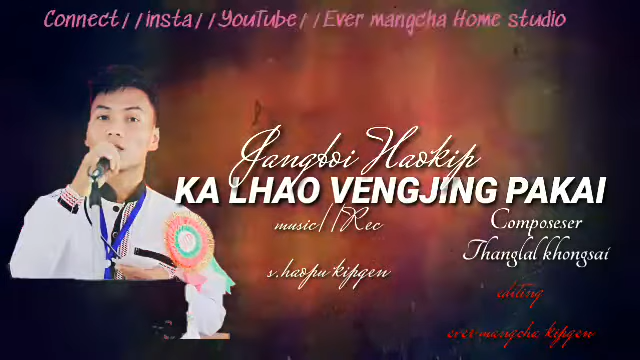 Connect//insta//YouTube//Ever mangcha Home studio
Jangboi Haokip
KA LHAO VENGJING PAKAI
music//Rec
s.haopu kipgen
Composeser
Thanglal khongsai
editing
ever mangcha kipgen